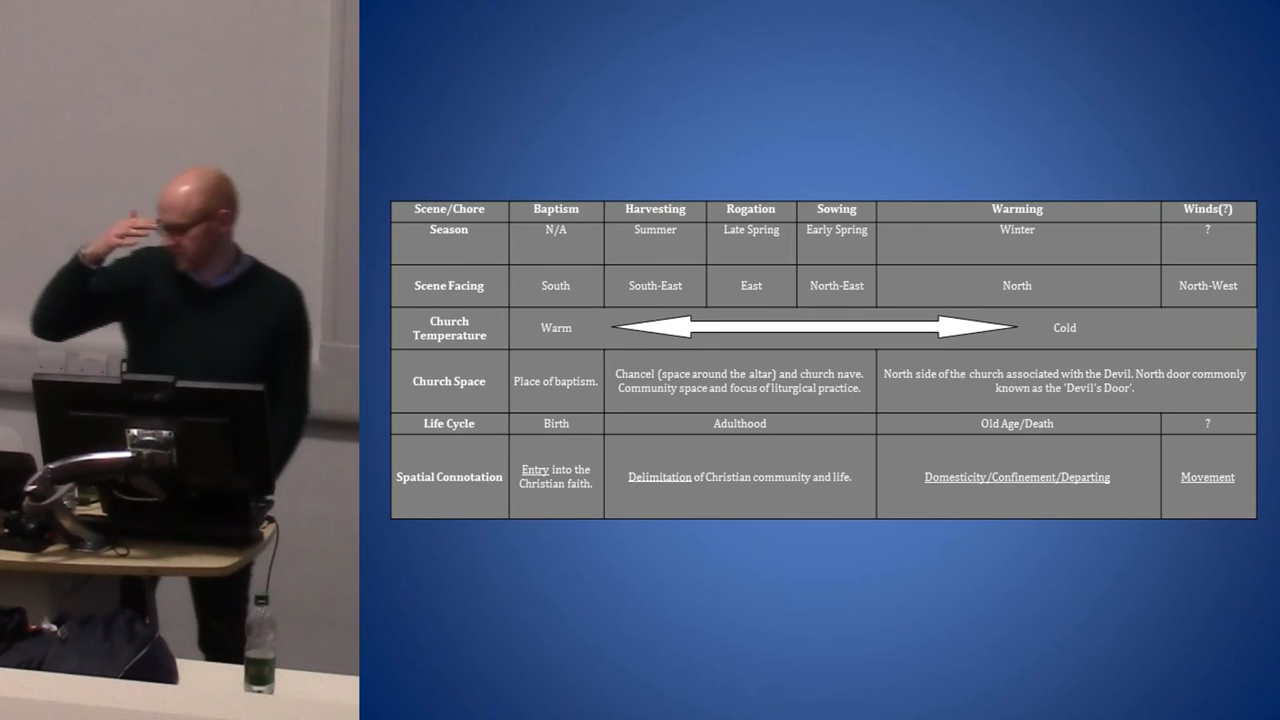 Scene/Chore Baptism Harvesting Rogation Sowing Warming Winds(?)
Season N/A Summer Late Spring Early Spring Winter ?
Scene Facing South South-East East North-East North North-West
Church
Temperature
Warm Cold
Church Space
Place of baptism.
Chancel (space around the altar) and church nave.
Community space and focus of liturgical practice.
North side of the church associated with the Devil. North door commonly
known as the 'Devil's Door'.
Life Cycle Birth Adulthood Old Age/Death ?
Spatial Connotation
Entry into the
Christian faith.
Delimitation of Christian community and life.
Domesticity/Confinement/Departing
Movement